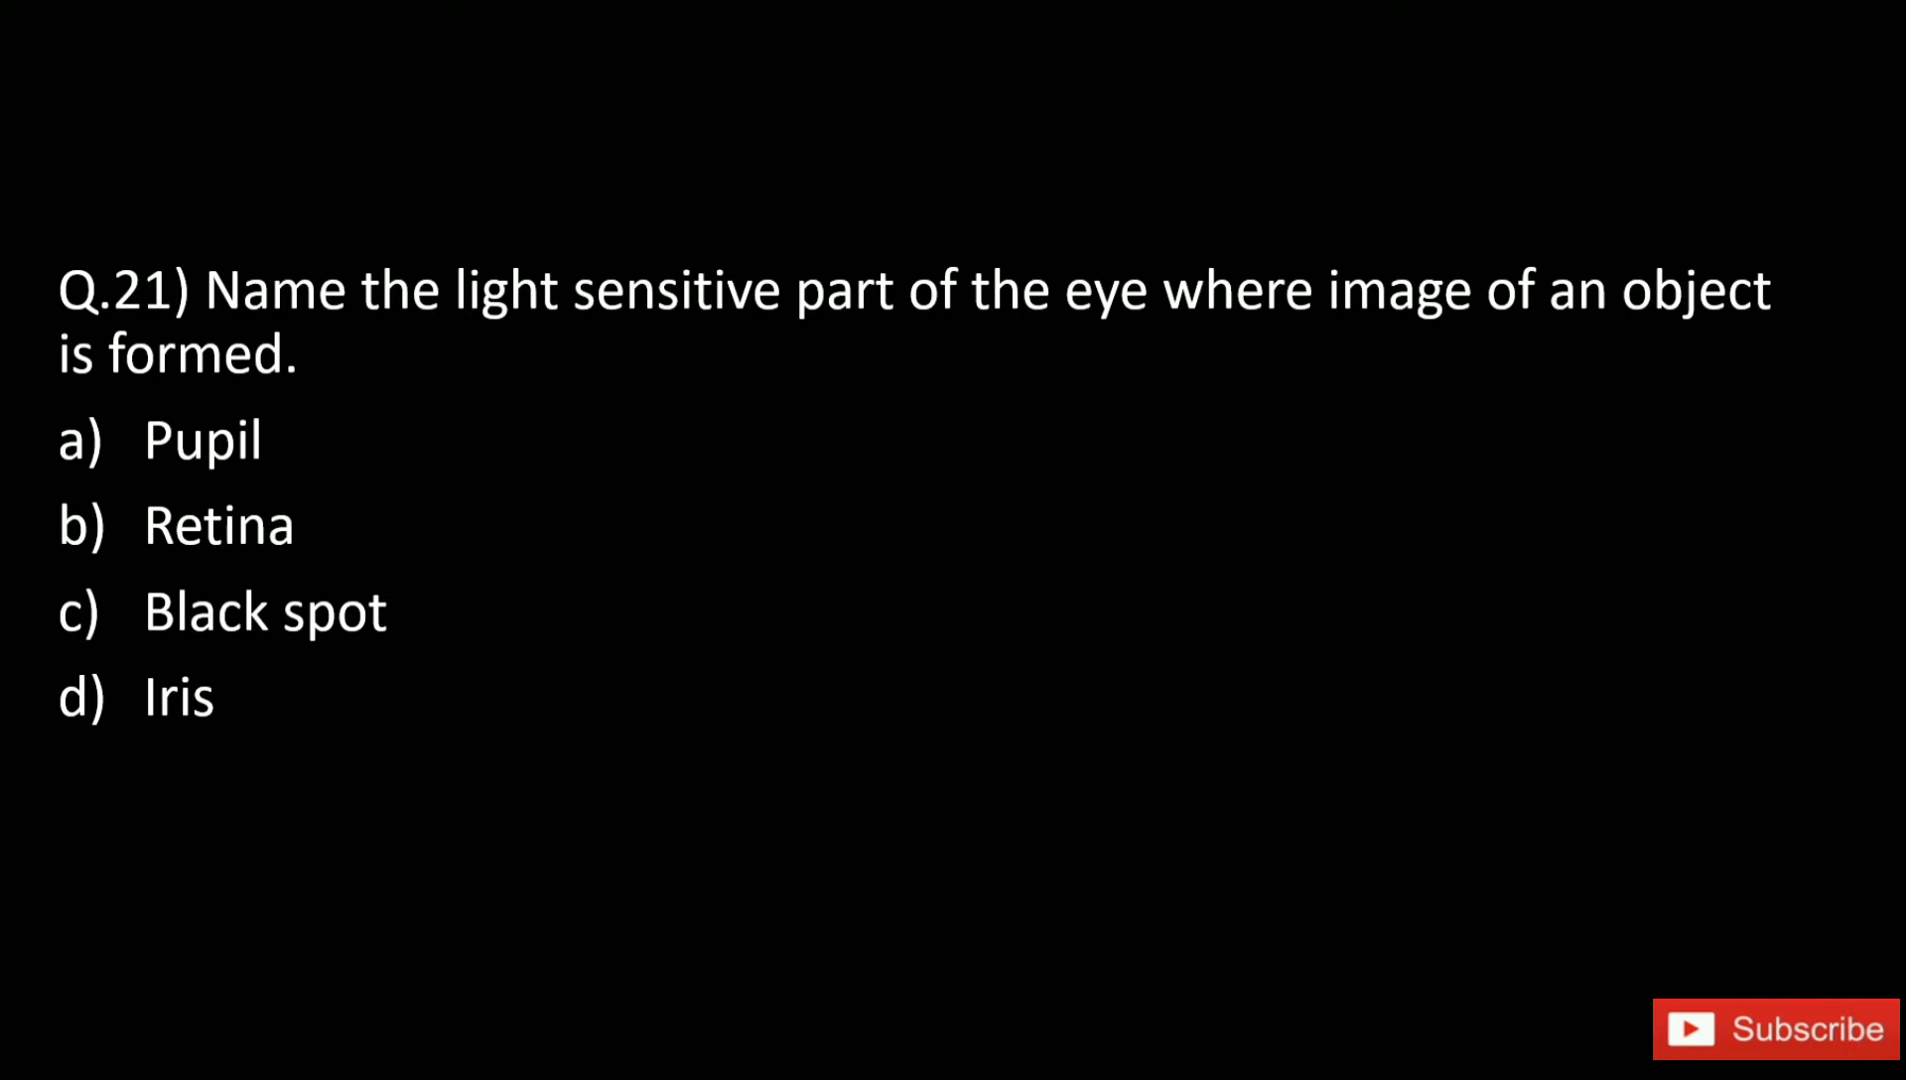 Q.21) Name the light sensitive part of the eye where image of an object
is formed.
a) Pupil
b) Retina
c) Black spot
d) Iris
Subscribe